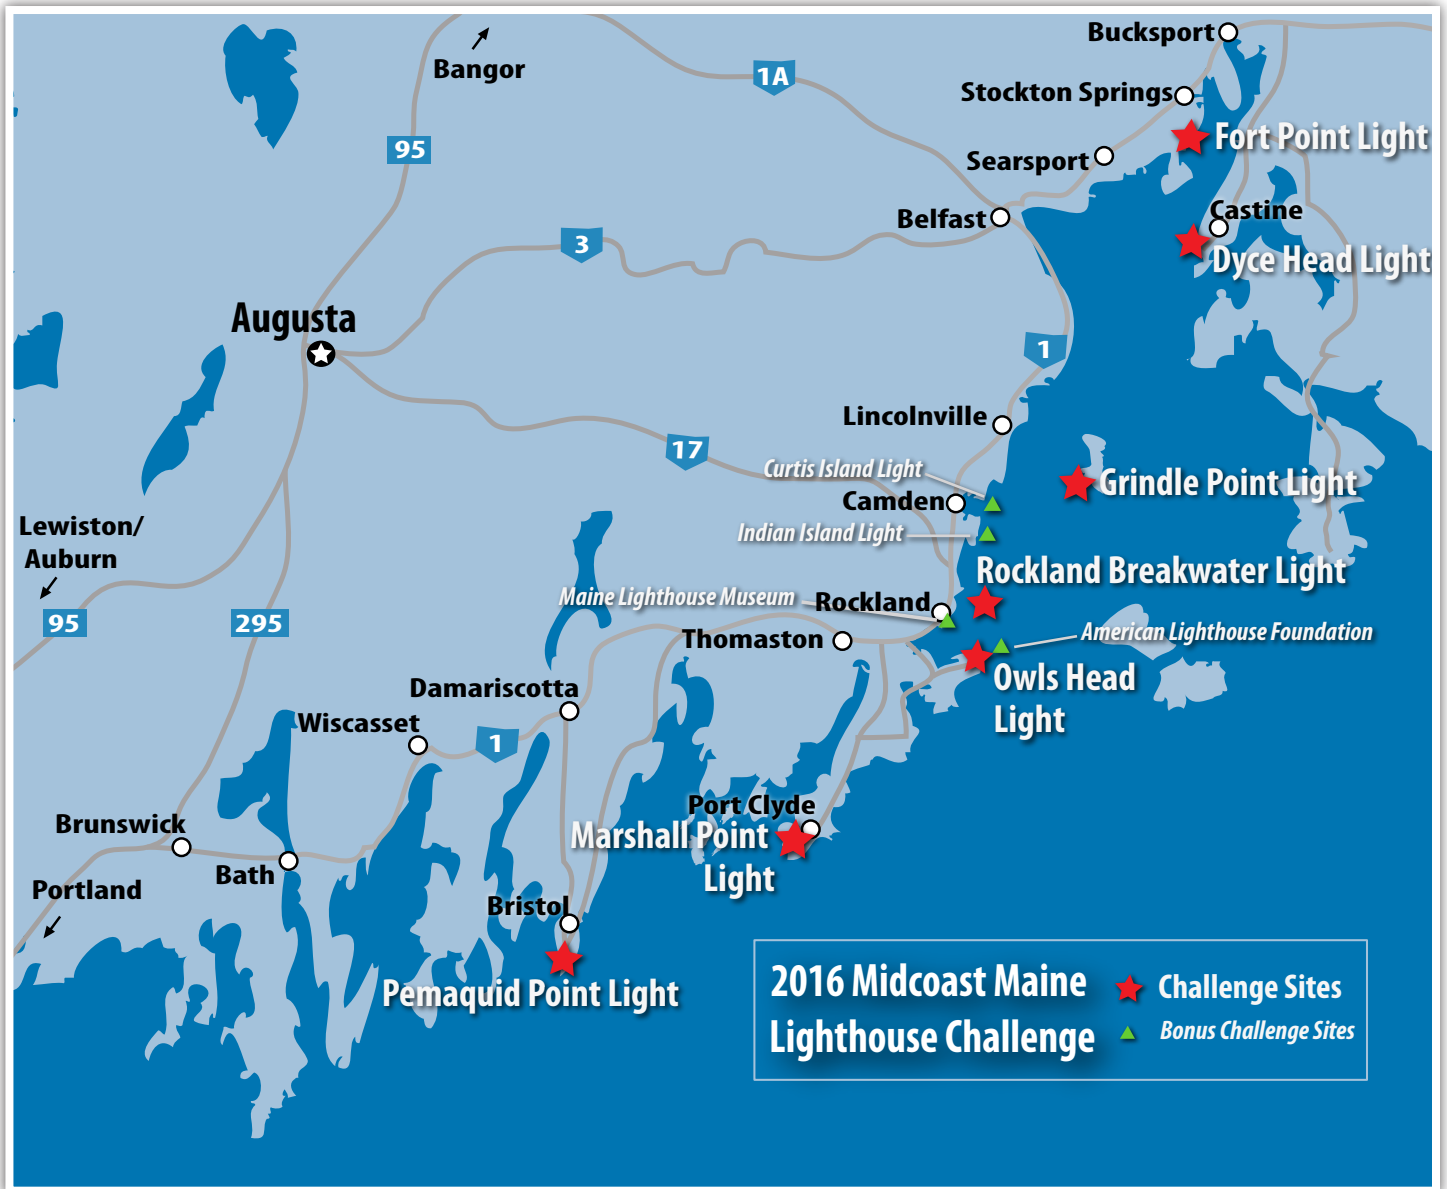 Bucksport
Bangor
1A
Stockton Springs
Fort Point Light
95
Searsport
Castine
Belfast
3
Dyce Head Light
Augusta
1
Lincolnville
17
Curtis Island Light
Grindle Point Light
Camden
Lewiston/
Auburn
Indian Island Light
Rockland Breakwater Light
Maine Lighthouse Museum
Rockland
95
295
Thomaston
American Lighthouse Foundation
Owls Head
Light
Damariscotta
Wiscasset
1
Port Clyde
Marshall Point
Light
Brunswick
Bath
Portland
Bristol
Pemaquid Point Light
2016 Midcoast Maine
Lighthouse Challenge
Challenge Sites
Bonus Challenge Sites